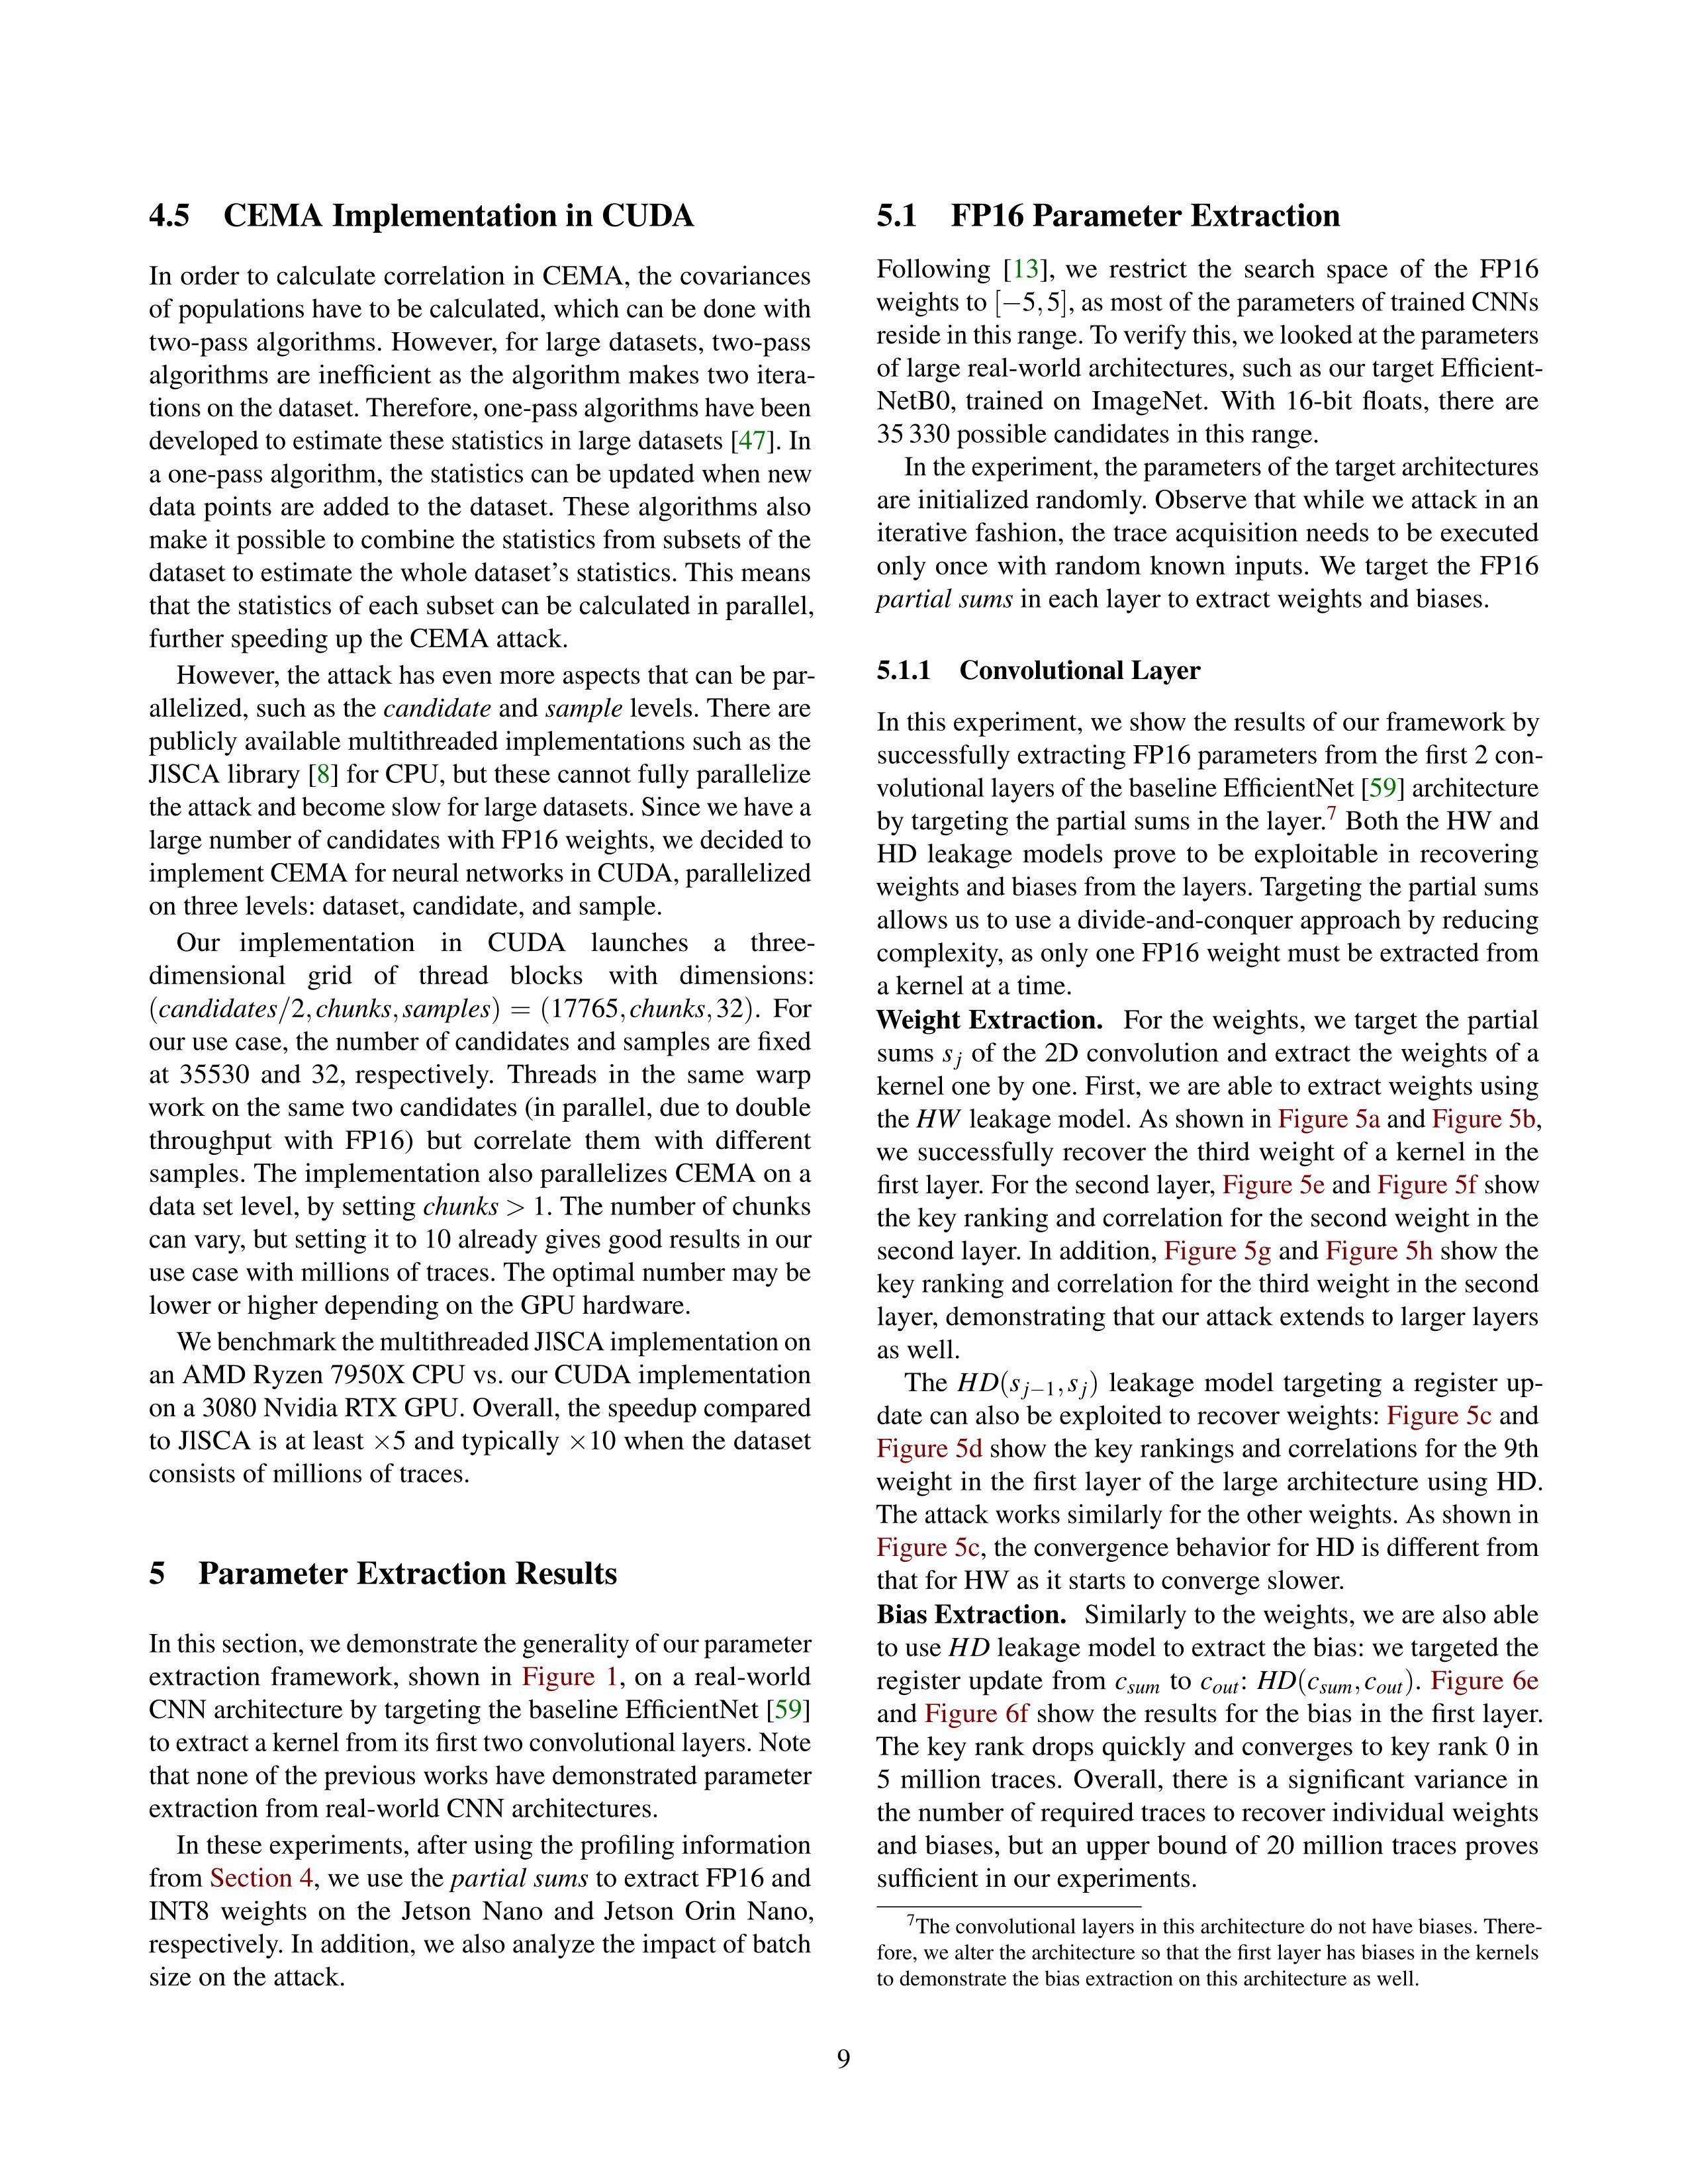 4.5 CEMA Implementation in CUDA
In order to calculate correlation in CEMA, the covariances
of populations have to be calculated, which can be done with
two-pass algorithms. However, for large datasets, two-pass
algorithms are inefficient as the algorithm makes two itera-
tions on the dataset. Therefore, one-pass algorithms have been
developed to estimate these statistics in large datasets [47]. In
a one-pass algorithm, the statistics can be updated when new
data points are added to the dataset. These algorithms also
make it possible to combine the statistics from subsets of the
dataset to estimate the whole dataset's statistics. This means
that the statistics of each subset can be calculated in parallel,
further speeding up the CEMA attack.
However, the attack has even more aspects that can be par-
allelized, such as the candidate and sample levels. There are
publicly available multithreaded implementations such as the
JlSCA library [8] for CPU, but these cannot fully parallelize
the attack and become slow for large datasets. Since we have a
large number of candidates with FP16 weights, we decided to
implement CEMA for neural networks in CUDA, parallelized
on three levels: dataset, candidate, and sample.
Our implementation in CUDA launches a three-
dimensional grid of thread blocks with dimensions:
(candidates/2, chunks, samples) = (17765, chunks, 32). For
our use case, the number of candidates and samples are fixed
at 35530 and 32, respectively. Threads in the same warp
work on the same two candidates (in parallel, due to double
throughput with FP16) but correlate them with different
samples. The implementation also parallelizes CEMA on a
data set level, by setting chunks > 1. The number of chunks
can vary, but setting it to 10 already gives good results in our
use case with millions of traces. The optimal number may be
lower or higher depending on the GPU hardware.
We benchmark the multithreaded JlSCA implementation on
an AMD Ryzen 7950X CPU vs. our CUDA implementation
on a 3080 Nvidia RTX GPU. Overall, the speedup compared
to JlSCA is at least ×5 and typically ×10 when the dataset
consists of millions of traces.
5 Parameter Extraction Results
In this section, we demonstrate the generality of our parameter
extraction framework, shown in Figure 1, on a real-world
CNN architecture by targeting the baseline EfficientNet [59]
to extract a kernel from its first two convolutional layers. Note
that none of the previous works have demonstrated parameter
extraction from real-world CNN architectures.
In these experiments, after using the profiling information
from Section 4, we use the partial sums to extract FP16 and
INT8 weights on the Jetson Nano and Jetson Orin Nano,
respectively. In addition, we also analyze the impact of batch
size on the attack.
5.1 FP16 Parameter Extraction
Following [13], we restrict the search space of the FP16
weights to [−5,5], as most of the parameters of trained CNNs
reside in this range. To verify this, we looked at the parameters
of large real-world architectures, such as our target Efficient-
NetB0, trained on ImageNet. With 16-bit floats, there are
35 330 possible candidates in this range.
In the experiment, the parameters of the target architectures
are initialized randomly. Observe that while we attack in an
iterative fashion, the trace acquisition needs to be executed
only once with random known inputs. We target the FP16
partial sums in each layer to extract weights and biases.
5.1.1 Convolutional Layer
In this experiment, we show the results of our framework by
successfully extracting FP16 parameters from the first 2 con-
volutional layers of the baseline EfficientNet [59] architecture
by targeting the partial sums in the layer.7 Both the HW and
HD leakage models prove to be exploitable in recovering
weights and biases from the layers. Targeting the partial sums
allows us to use a divide-and-conquer approach by reducing
complexity, as only one FP16 weight must be extracted from
a kernel at a time.
Weight Extraction. For the weights, we target the partial
sums sj of the 2D convolution and extract the weights of a
kernel one by one. First, we are able to extract weights using
the HW leakage model. As shown in Figure 5a and Figure 5b,
we successfully recover the third weight of a kernel in the
first layer. For the second layer, Figure 5e and Figure 5f show
the key ranking and correlation for the second weight in the
second layer. In addition, Figure 5g and Figure 5h show the
key ranking and correlation for the third weight in the second
layer, demonstrating that our attack extends to larger layers
as well.
The HD(sj−1, sj) leakage model targeting a register up-
date can also be exploited to recover weights: Figure 5c and
Figure 5d show the key rankings and correlations for the 9th
weight in the first layer of the large architecture using HD.
The attack works similarly for the other weights. As shown in
Figure 5c, the convergence behavior for HD is different from
that for HW as it starts to converge slower.
Bias Extraction. Similarly to the weights, we are also able
to use HD leakage model to extract the bias: we targeted the
register update from csum to cout: HD(csum, cout). Figure 6e
and Figure 6f show the results for the bias in the first layer.
The key rank drops quickly and converges to key rank 0 in
5 million traces. Overall, there is a significant variance in
the number of required traces to recover individual weights
and biases, but an upper bound of 20 million traces proves
sufficient in our experiments.
7The convolutional layers in this architecture do not have biases. There-
fore, we alter the architecture so that the first layer has biases in the kernels
to demonstrate the bias extraction on this architecture as well.
9